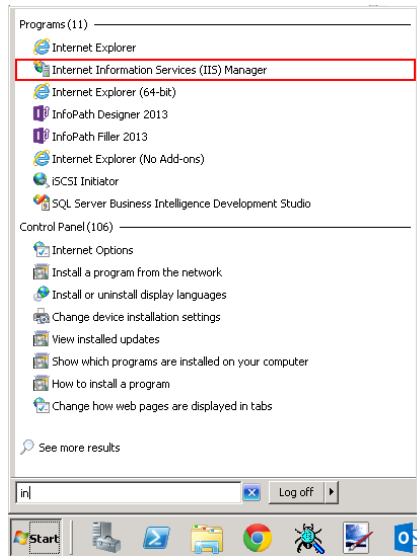 Programs (11)
Internet Explorer
Internet Information Services (IIS) Manager
Internet Explorer (64-bit)
InfoPath Designer 2013
InfoPath Filler 2013
Internet Explorer (No Add-ons)
iSCSI Initiator
SQL Server Business Intelligence Development Studio
Control Panel (106)
Internet Options
Install a program from the network
Install or uninstall display languages
Change device installation settings
View installed updates
Show which programs are installed on your computer
How to install a program
Change how web pages are displayed in tabs
See more results
in Log off
Start